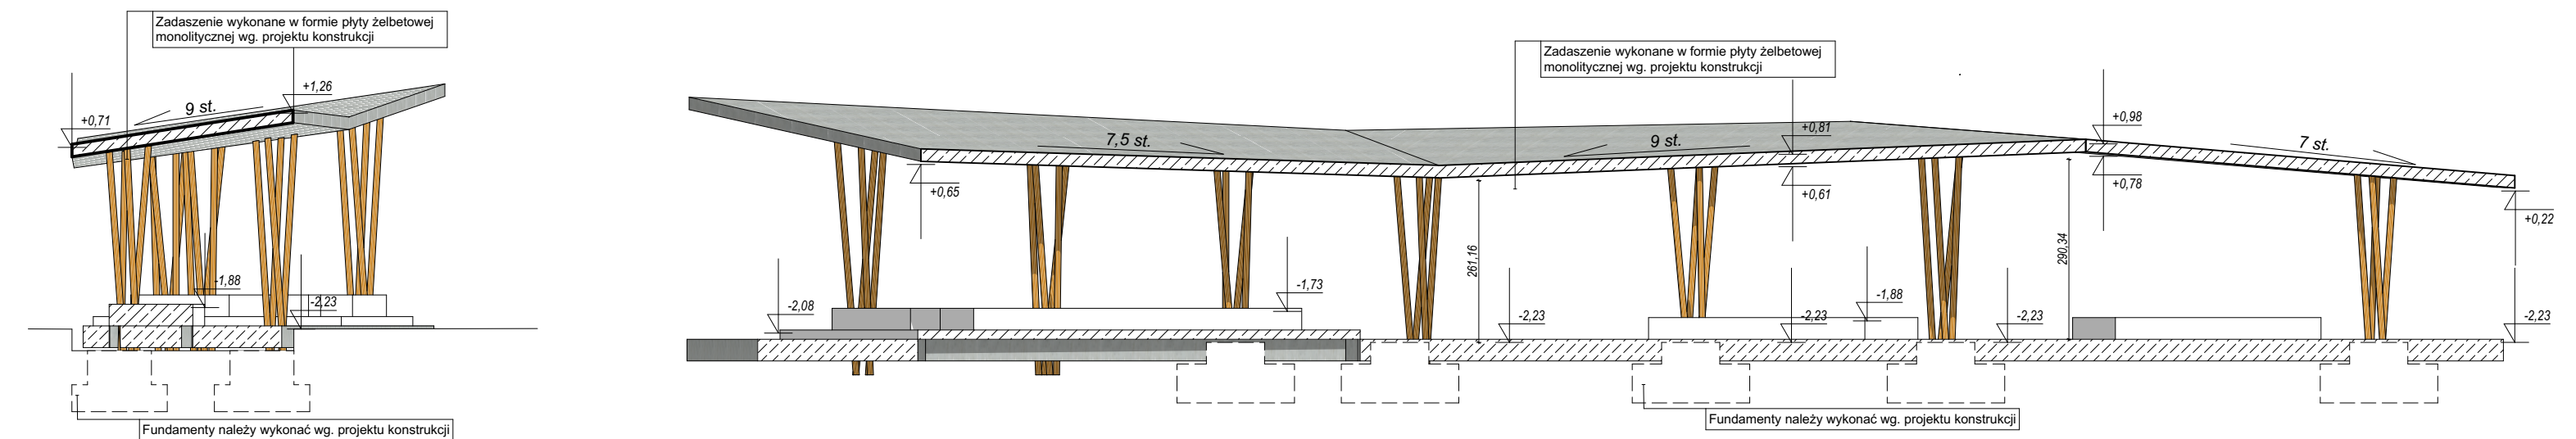 Zadaszenie wykonane w formie płyty żelbetowej
monolitycznej wg. projektu konstrukcji
+1,26
9 st.
+0,71
-1,88
-2,23
Fundamenty należy wykonać wg. projektu konstrukcji
Zadaszenie wykonane w formie płyty żelbetowej
monolitycznej wg. projektu konstrukcji
7,5 st.
9 st.
+0,81
+0,98
7 st.
+0,65
+0,61
+0,78
+0,22
261,16
290,34
-2,08
-1,73
-2,23
-2,23
-1,88
-2,23
-2,23
Fundamenty należy wykonać wg. projektu konstrukcji